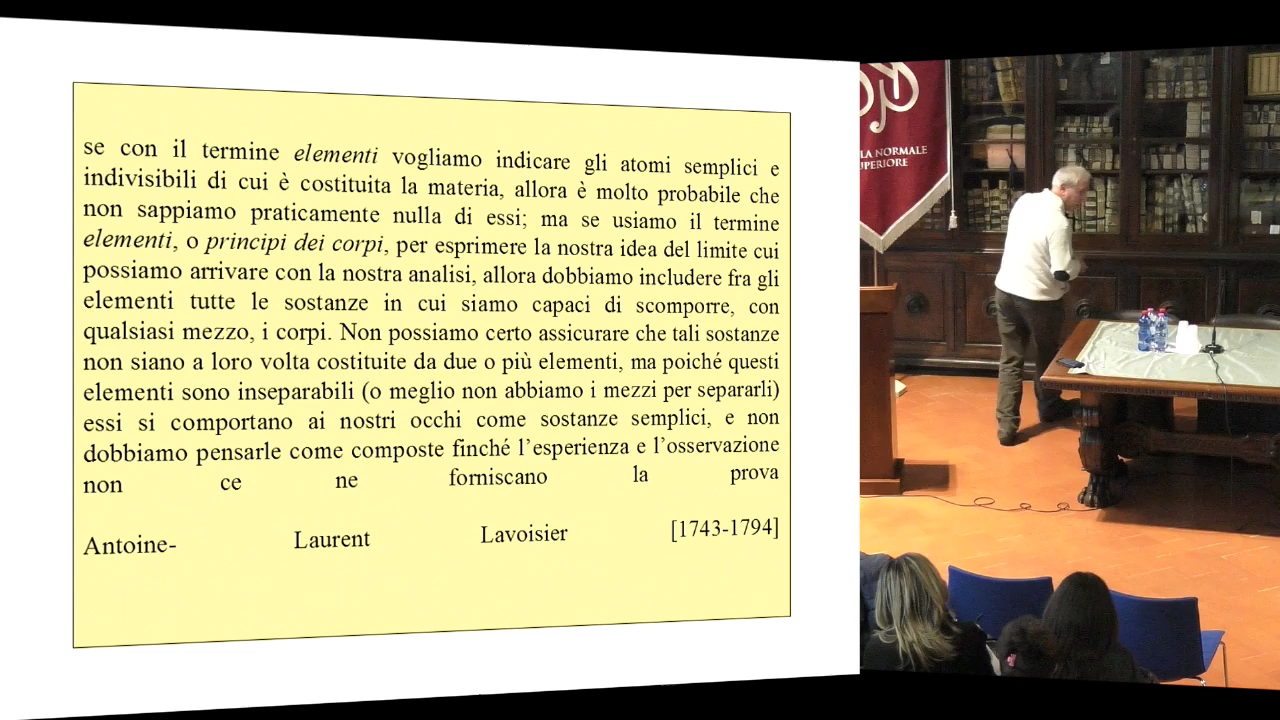 se con il termine elementi vogliamo indicare gli atomi semplici e
indivisibili di cui è costituita la materia, allora è molto probabile che
non sappiamo praticamente nulla di essi; ma se usiamo il termine
elementi, o principi dei corpi, per esprimere la nostra idea del limite cui
possiamo arrivare con la nostra analisi, allora dobbiamo includere fra gli
elementi tutte le sostanze in cui siamo capaci di scomporre, con
qualsiasi mezzo, i corpi. Non possiamo certo assicurare che tali sostanze
non siano a loro volta costituite da due o più elementi, ma poiché questi
elementi sono inseparabili (o meglio non abbiamo i mezzi per separarli)
essi si comportano ai nostri occhi come sostanze semplici, e non
dobbiamo pensarle come composte finché l'esperienza e l'osservazione
non ce ne forniscano la prova
Antoine- Laurent Lavoisier [1743-1794]
LA NORMALE
UPERIORE